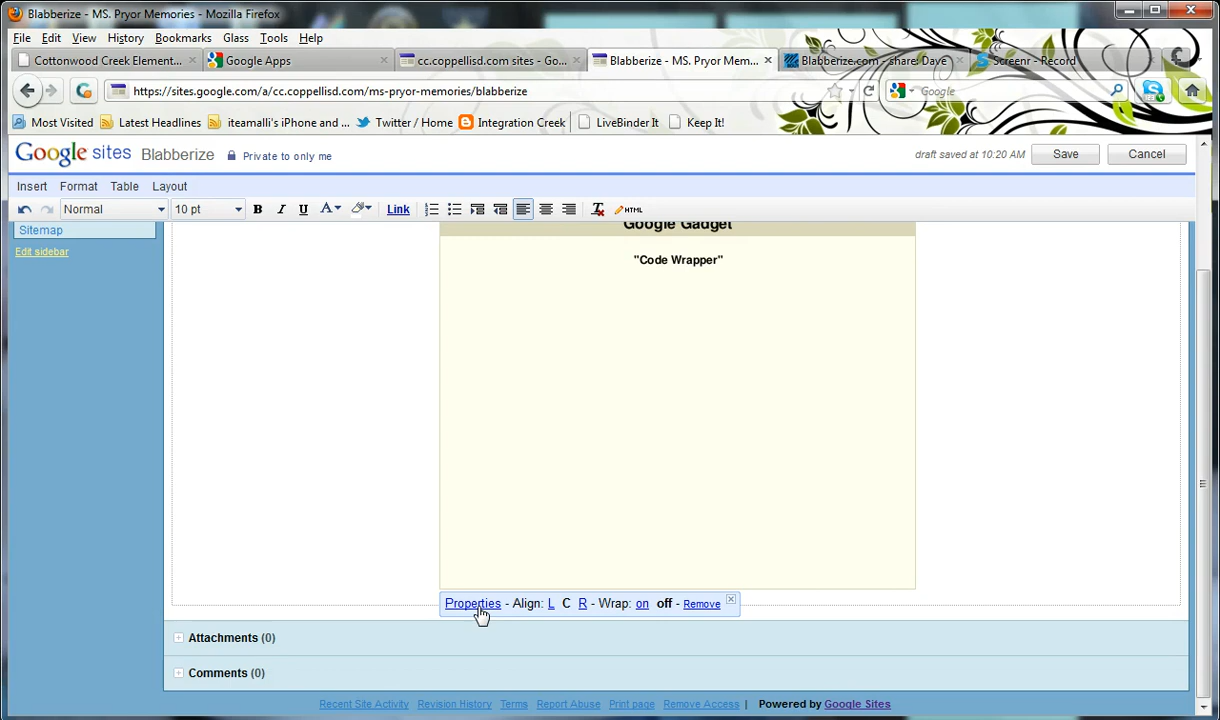 Blabberize - MS. Pryor Memories - Mozilla Firefox
File Edit View History Bookmarks Glass Tools Help
Cottonwood Creek Element... Google Apps cc.coppellisd.com sites - Go... Blabberize - MS. Pryor Mem... Blabberize.com - share! Dave Screenr - Record
https://sites.google.com/a/cc.coppellisd.com/ms-pryor-memories/blabberize Google
Most Visited Latest Headlines iteamalli's iPhone and ... Twitter / Home Integration Creek LiveBinder It Keep It!
Google sites Blabberize Private to only me draft saved at 10:20 AM Save Cancel
Insert Format Table Layout
Normal 10 pt B I U A Link HTML
Sitemap Google Gadget
Edit sidebar
"Code Wrapper"
Properties - Align: L C R - Wrap: on off - Remove
Attachments (0)
Comments (0)
Recent Site Activity Revision History Terms Report Abuse Print page Remove Access | Powered by Google Sites